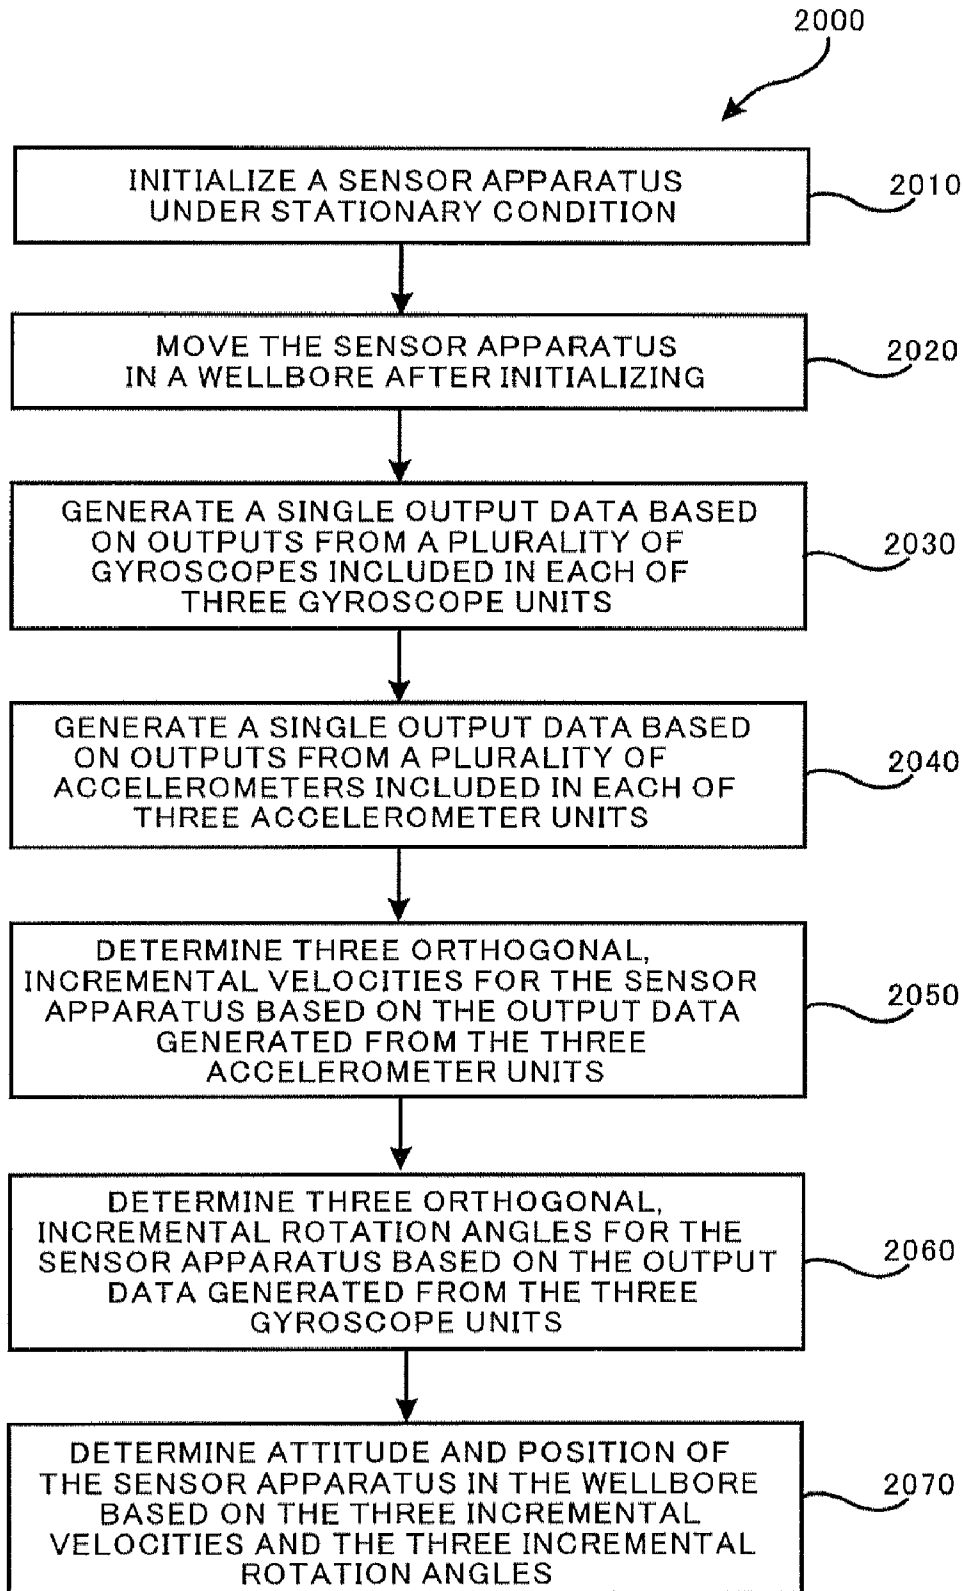 2000
INITIALIZE A SENSOR APPARATUS
UNDER STATIONARY CONDITION
2010
MOVE THE SENSOR APPARATUS
IN A WELLBORE AFTER INITIALIZING
2020
GENERATE A SINGLE OUTPUT DATA BASED
ON OUTPUTS FROM A PLURALITY OF
GYROSCOPES INCLUDED IN EACH OF
THREE GYROSCOPE UNITS
2030
GENERATE A SINGLE OUTPUT DATA BASED
ON OUTPUTS FROM A PLURALITY OF
ACCELEROMETERS INCLUDED IN EACH OF
THREE ACCELEROMETER UNITS
2040
DETERMINE THREE ORTHOGONAL,
INCREMENTAL VELOCITIES FOR THE SENSOR
APPARATUS BASED ON THE OUTPUT DATA
GENERATED FROM THE THREE
ACCELEROMETER UNITS
2050
DETERMINE THREE ORTHOGONAL,
INCREMENTAL ROTATION ANGLES FOR THE
SENSOR APPARATUS BASED ON THE OUTPUT
DATA GENERATED FROM THE THREE
GYROSCOPE UNITS
2060
DETERMINE ATTITUDE AND POSITION OF
THE SENSOR APPARATUS IN THE WELLBORE
BASED ON THE THREE INCREMENTAL
VELOCITIES AND THE THREE INCREMENTAL
ROTATION ANGLES
2070